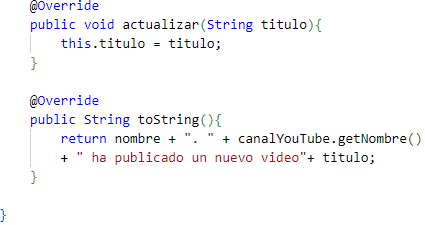 @Override
public void actualizar(String titulo){
this.titulo = titulo;
}
@Override
public String toString(){
return nombre + ". " + canalYouTube.getNombre()
+ " ha publicado un nuevo video"+ titulo;
}
}